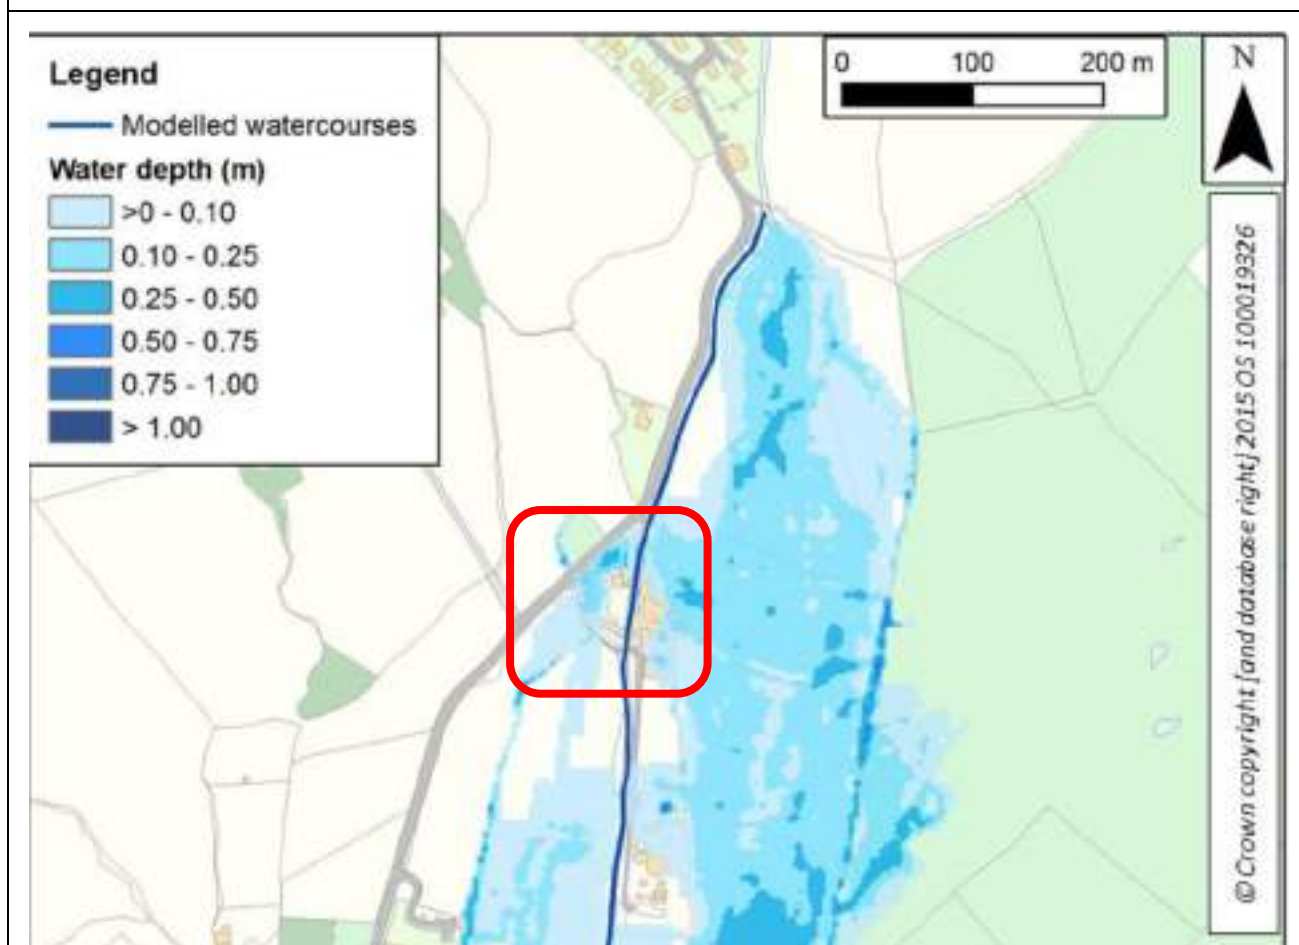 Legend
Modelled watercourses
Water depth (m)
>0 - 0.10
0.10 - 0.25
0.25 - 0.50
0.50 - 0.75
0.75 - 1.00
> 1.00
0 100 200 m
N
© Crown copyright [and database right] 2015 OS 100019326